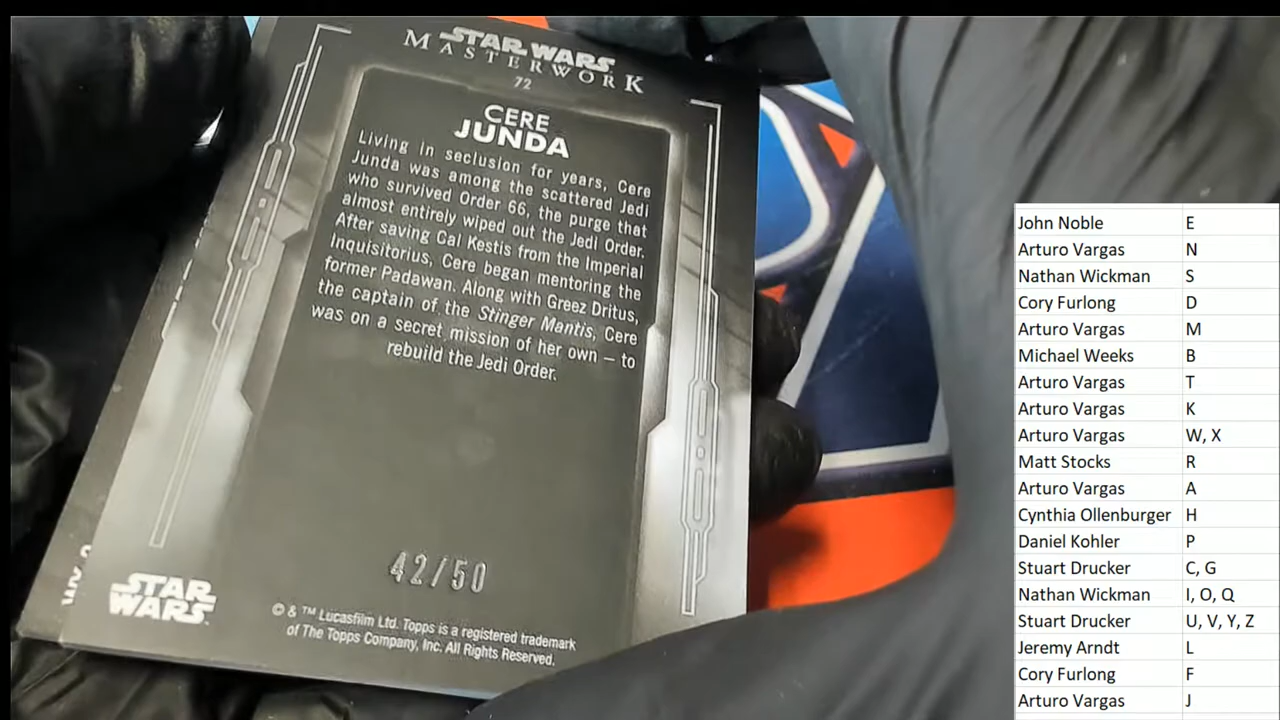 STAR WARS
MASTERWORK
72
CERE
JUNDA
Living in seclusion for years, Cere
Junda was among the scattered Jedi
who survived Order 66, the purge that
almost entirely wiped out the Jedi Order.
After saving Cal Kestis from the Imperial
Inquisitorius, Cere began mentoring the
former Padawan. Along with Greez Dritus,
the captain of the Stinger Mantis, Cere
was on a secret mission of her own – to
rebuild the Jedi Order.
42/50
STAR
WARS
© & ™ Lucasfilm Ltd. Topps is a registered trademark
of The Topps Company, Inc. All Rights Reserved.
John Noble E
Arturo Vargas N
Nathan Wickman S
Cory Furlong D
Arturo Vargas M
Michael Weeks B
Arturo Vargas T
Arturo Vargas K
Arturo Vargas W, X
Matt Stocks R
Arturo Vargas A
Cynthia Ollenburger H
Daniel Kohler P
Stuart Drucker C, G
Nathan Wickman I, O, Q
Stuart Drucker U, V, Y, Z
Jeremy Arndt L
Cory Furlong F
Arturo Vargas J